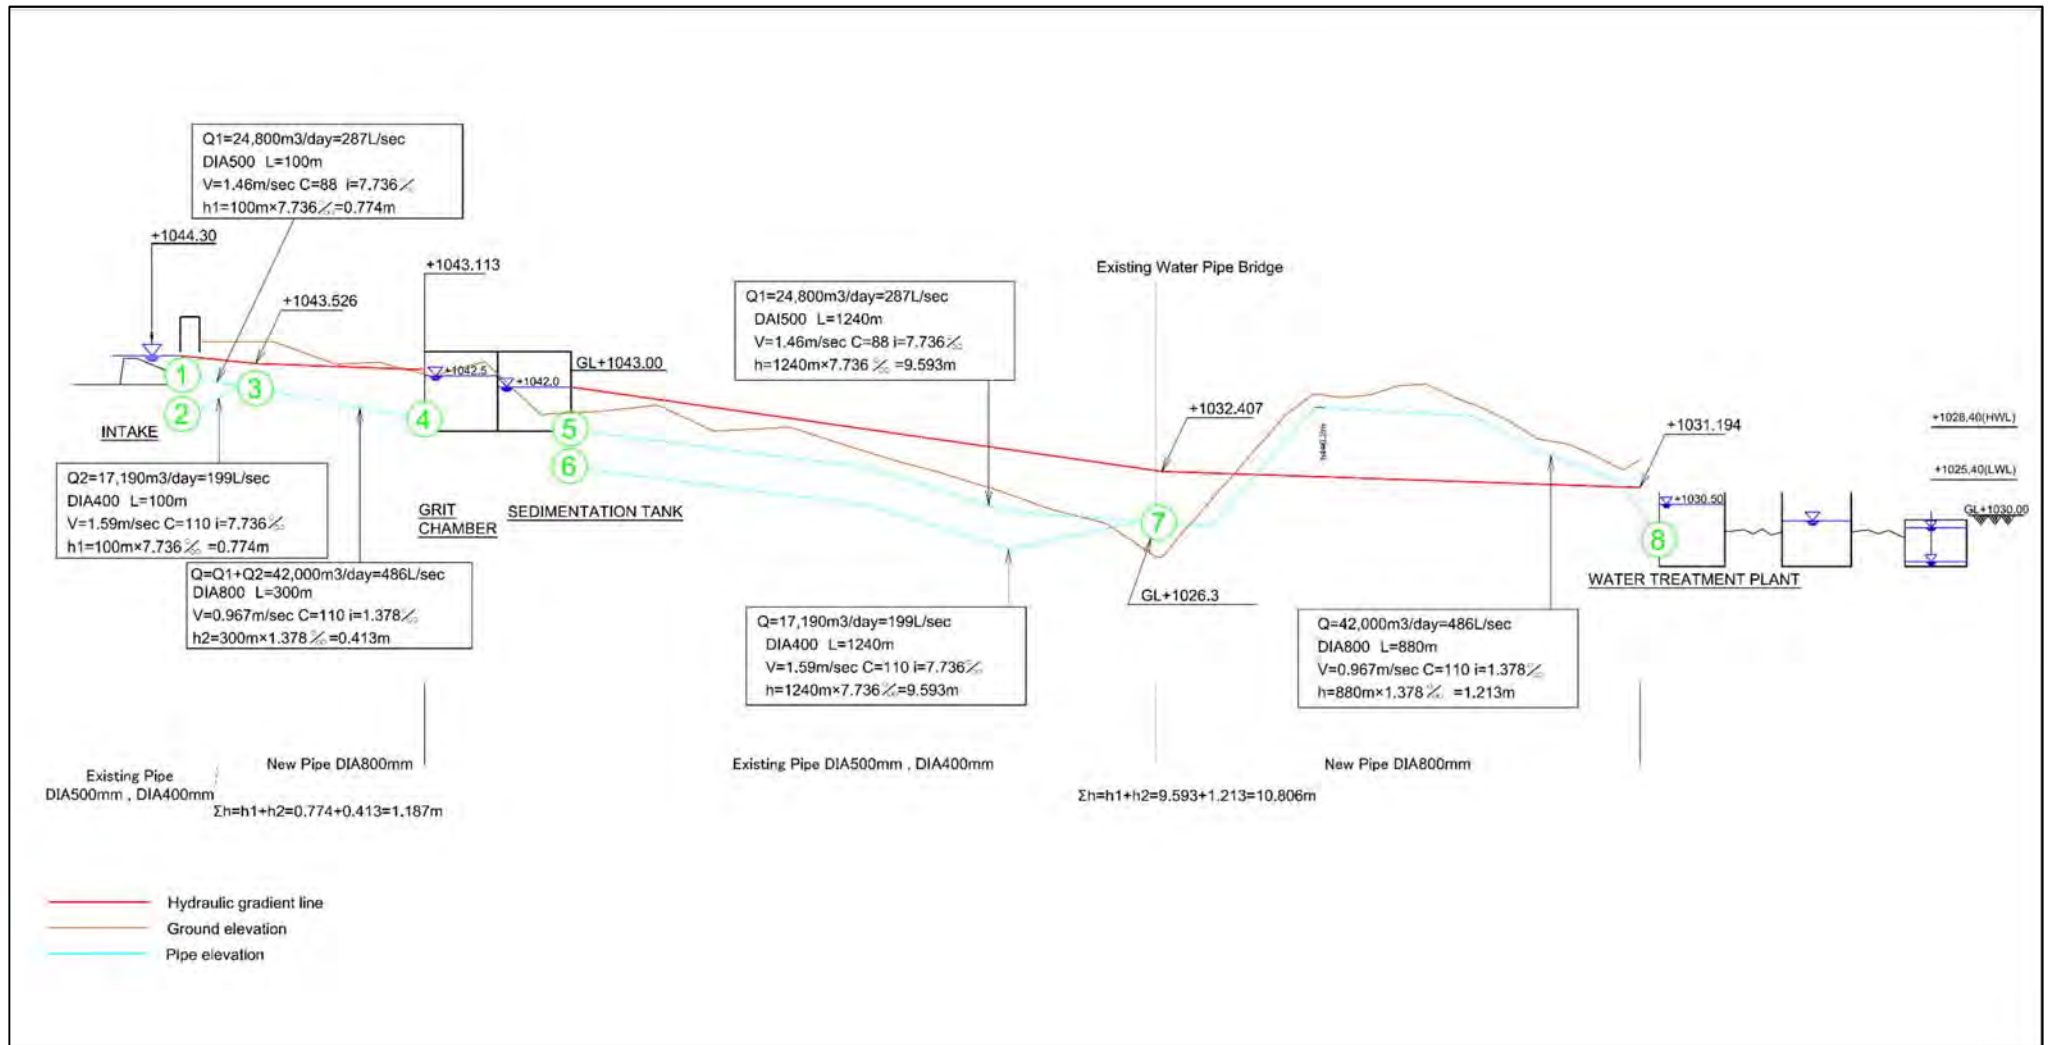 Q1=24,800m3/day=287L/sec
DIA500 L=100m
V=1.46m/sec C=88 i=7.736‰
h1=100m×7.736‰=0.774m
+1044.30
+1043.526
+1043.113
Existing Water Pipe Bridge
Q1=24,800m3/day=287L/sec
DAI500 L=1240m
V=1.46m/sec C=88 i=7.736‰
h=1240m×7.736‰ =9.593m
GL+1043.00
+1042.5
+1042.0
1
2
3
4
5
6
7
8
INTAKE
GRIT
CHAMBER
SEDIMENTATION TANK
+1032.407
+1031.194
+1028.40(HWL)
+1025.40(LWL)
+1030.50
GL+1030.00
WATER TREATMENT PLANT
GL+1026.3
Q2=17,190m3/day=199L/sec
DIA400 L=100m
V=1.59m/sec C=110 i=7.736‰
h1=100m×7.736‰ =0.774m
Q=Q1+Q2=42,000m3/day=486L/sec
DIA800 L=300m
V=0.967m/sec C=110 i=1.378‰
h2=300m×1.378‰ =0.413m
Q=17,190m3/day=199L/sec
DIA400 L=1240m
V=1.59m/sec C=110 i=7.736‰
h=1240m×7.736‰=9.593m
Q=42,000m3/day=486L/sec
DIA800 L=880m
V=0.967m/sec C=110 i=1.378‰
h=880m×1.378‰ =1.213m
Existing Pipe
DIA500mm , DIA400mm
New Pipe DIA800mm
Σh=h1+h2=0.774+0.413=1.187m
Existing Pipe DIA500mm , DIA400mm
Σh=h1+h2=9.593+1.213=10.806m
New Pipe DIA800mm
Hydraulic gradient line
Ground elevation
Pipe elevation